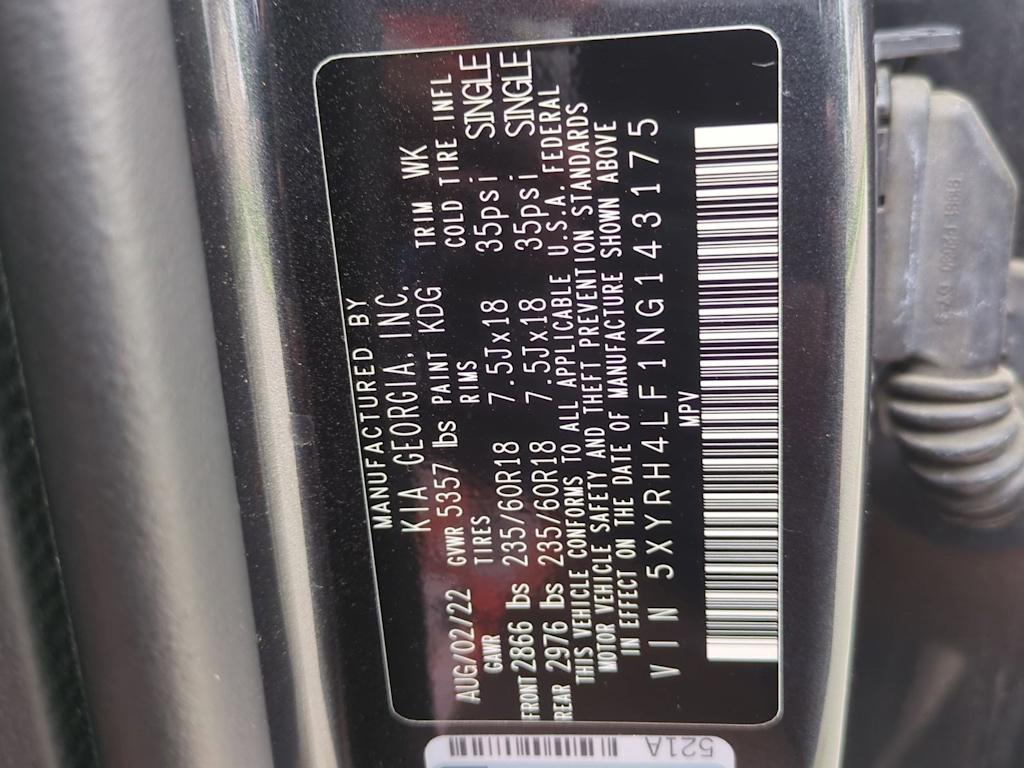 MANUFACTURED BY
KIA GEORGIA, INC.
AUG/02/22 GVWR 5357 lbs PAINT KDG TRIM WK
GAWR TIRES RIMS COLD TIRE INFL
FRONT 2866 lbs 235/60R18 7.5Jx18 35psi SINGLE
REAR 2976 lbs 235/60R18 7.5Jx18 35psi SINGLE
THIS VEHICLE CONFORMS TO ALL APPLICABLE U.S.A. FEDERAL
MOTOR VEHICLE SAFETY AND THEFT PREVENTION STANDARDS
IN EFFECT ON THE DATE OF MANUFACTURE SHOWN ABOVE
VIN 5XYRH4LF1NG143175
MPV
521A